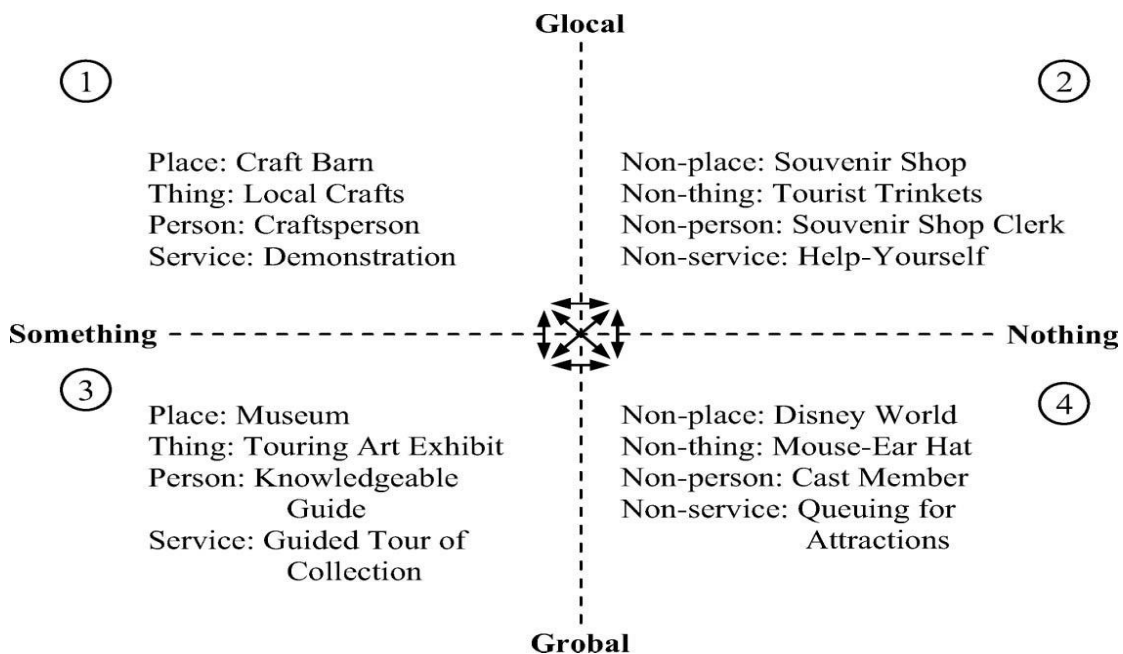 Glocal
1
2
Place: Craft Barn
Thing: Local Crafts
Person: Craftsperson
Service: Demonstration
Non-place: Souvenir Shop
Non-thing: Tourist Trinkets
Non-person: Souvenir Shop Clerk
Non-service: Help-Yourself
Something
Nothing
3
4
Place: Museum
Thing: Touring Art Exhibit
Person: Knowledgeable
Guide
Service: Guided Tour of
Collection
Non-place: Disney World
Non-thing: Mouse-Ear Hat
Non-person: Cast Member
Non-service: Queuing for
Attractions
Grobal